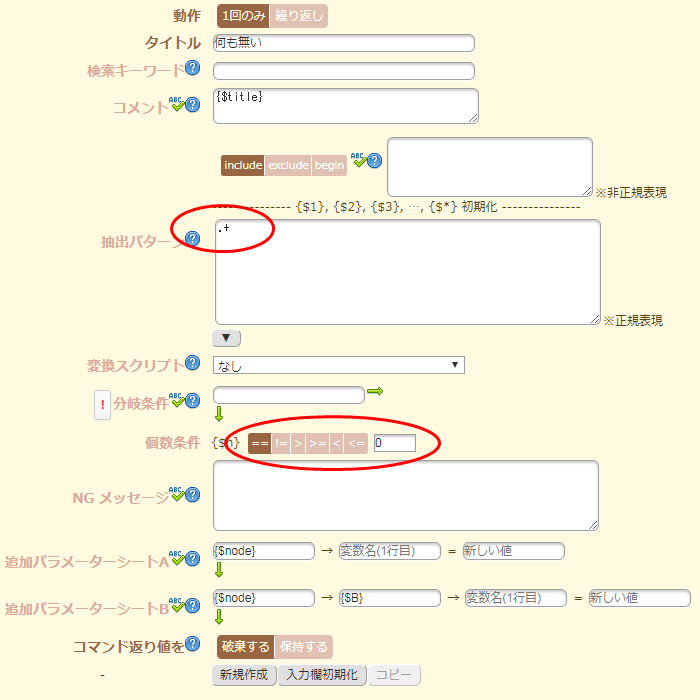 動作 1回のみ 繰り返し
タイトル 何も無い
検索キーワード ?
コメント ABC ? {$title}
include exclude begin ABC ? ※非正規表現
--------------- {$1}, {$2}, {$3}, …, {$*} 初期化 ---------------
抽出パターン ? .+
※正規表現
▼
変換スクリプト ? なし ▼
! 分岐条件 ABC ?
個数条件 {$n} == != > >= < <= 0
NG メッセージ ABC ?
追加パラメーターシートA ABC ? {$node} → 変数名(1行目) = 新しい値
追加パラメーターシートB ABC ? {$node} → {$B} → 変数名(1行目) = 新しい値
コマンド返り値を ? 破棄する 保持する
- 新規作成 入力欄初期化 コピー